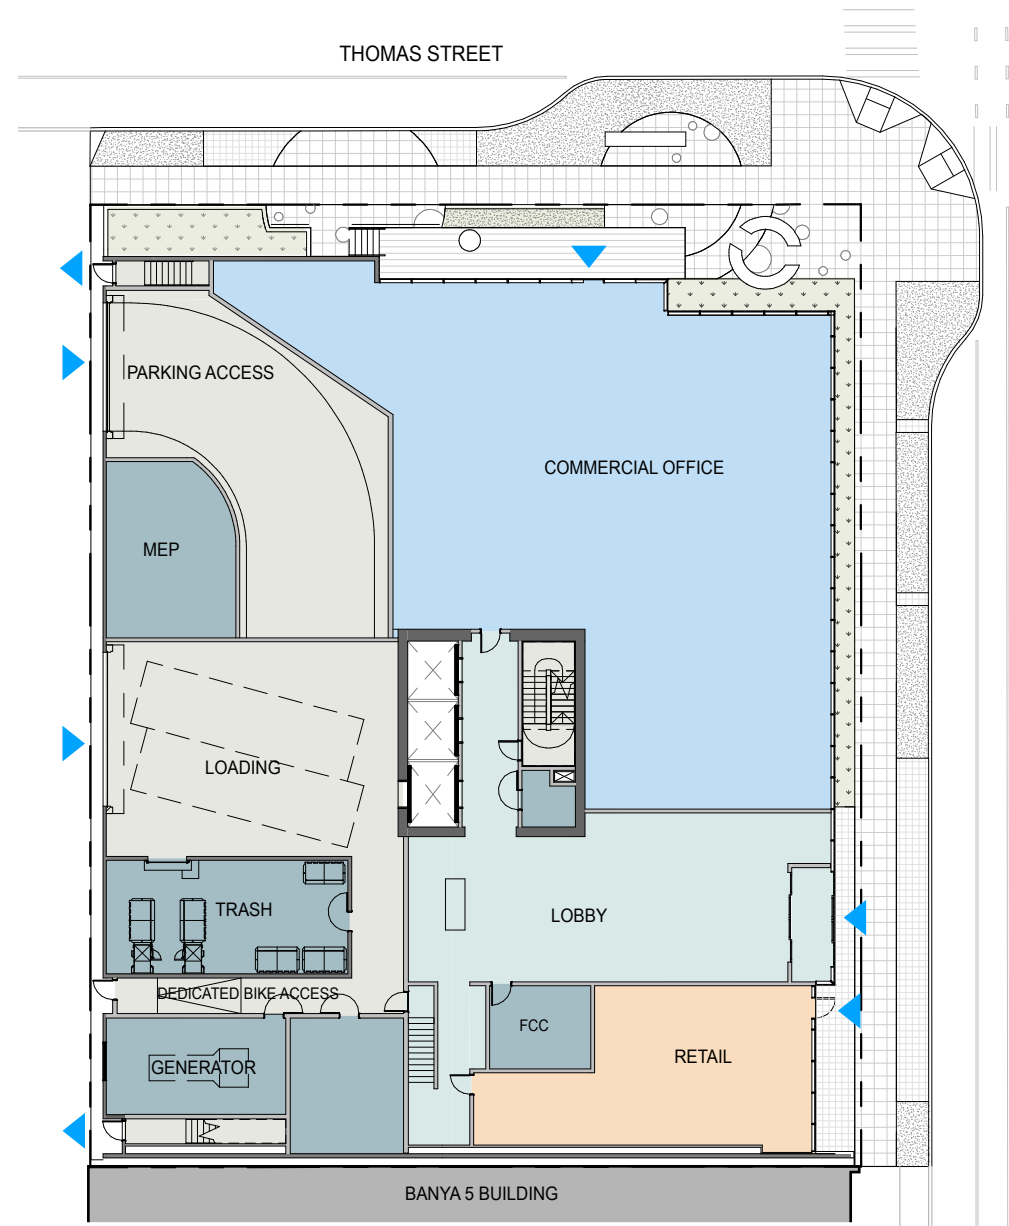 THOMAS STREET
PARKING ACCESS
COMMERCIAL OFFICE
MEP
LOADING
TRASH
LOBBY
DEDICATED BIKE ACCESS
FCC
RETAIL
GENERATOR
BANYA 5 BUILDING